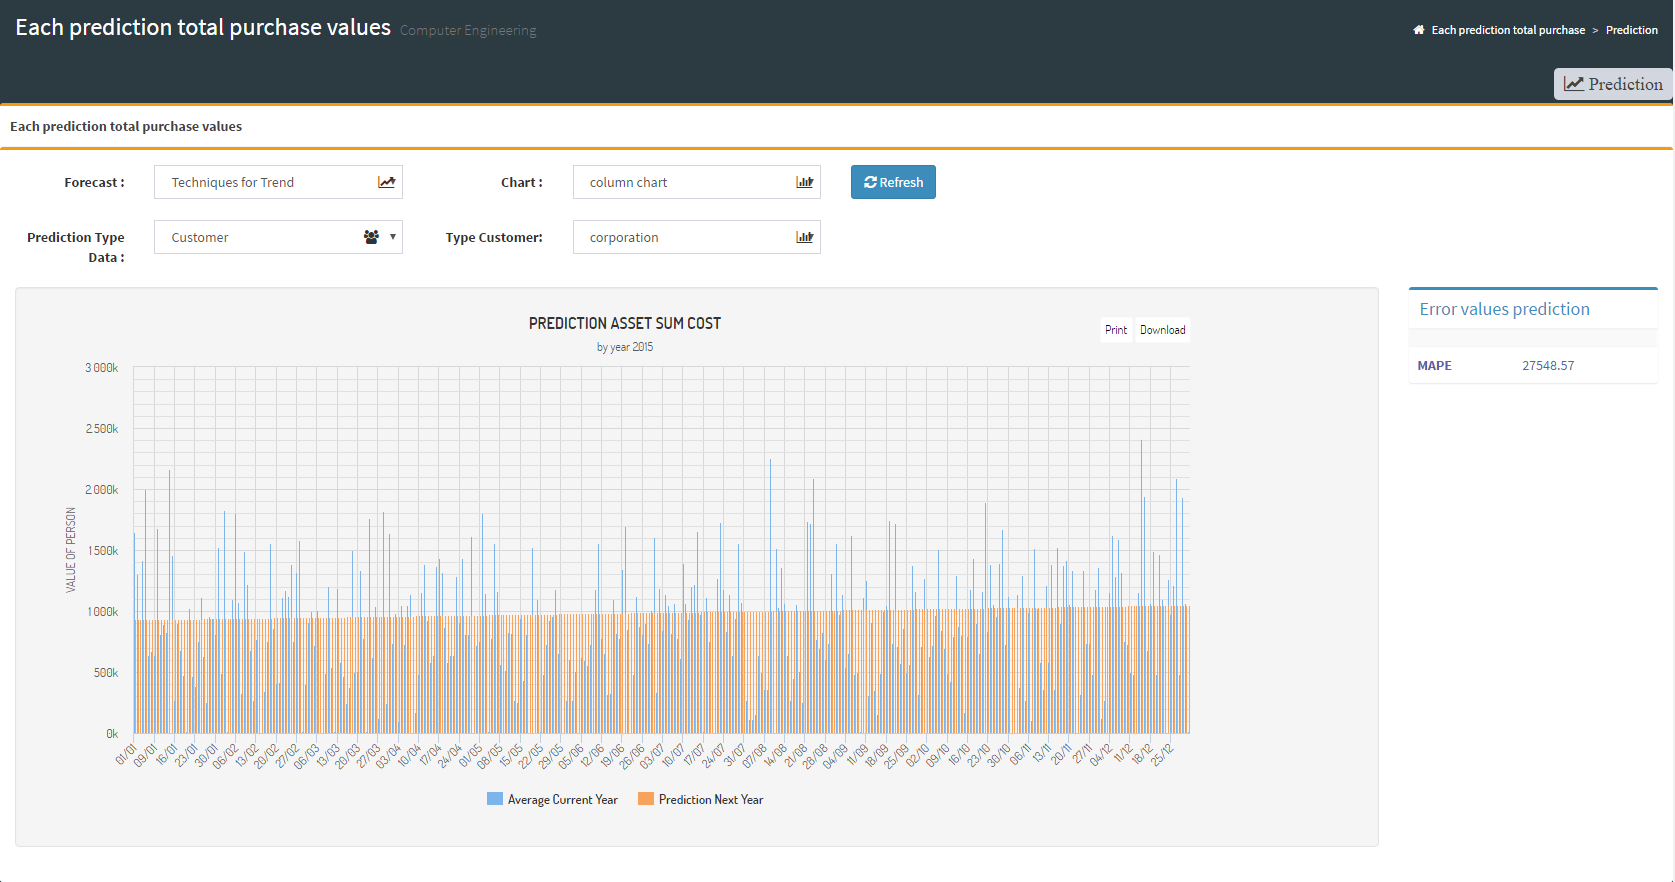 Each prediction total purchase values Computer Engineering
Each prediction total purchase > Prediction
Prediction
Each prediction total purchase values
Forecast : Techniques for Trend Chart : column chart Refresh
Prediction Type Data : Customer Type Customer: corporation
PREDICTION ASSET SUM COST
by year 2015
Print Download
Error values prediction
MAPE 27548.57
VALUE OF PERSON
3 000k
2 500k
2 000k
1 500k
1 000k
500k
0k
01/01 09/01 16/01 23/01 30/01 06/02 13/02 20/02 27/02 06/03 13/03 20/03 27/03 03/04 10/04 17/04 24/04 01/05 08/05 15/05 22/05 29/05 05/06 12/06 19/06 26/06 03/07 10/07 17/07 24/07 31/07 07/08 14/08 21/08 28/08 04/09 11/09 18/09 25/09 02/10 09/10 16/10 23/10 30/10 06/11 13/11 20/11 27/11 04/12 11/12 18/12 25/12
Average Current Year Prediction Next Year